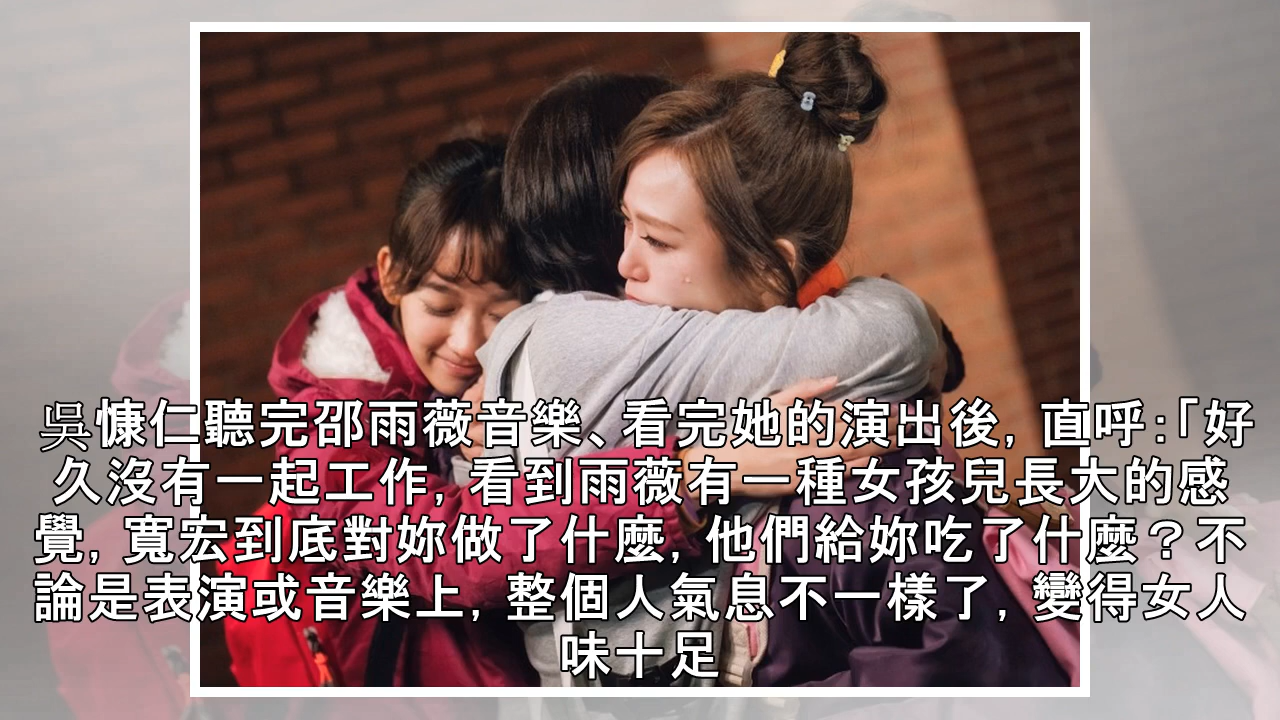 吳慷仁聽完邵雨薇音樂、看完她的演出後, 直呼:「好
久沒有一起工作, 看到雨薇有一種女孩兒長大的感
覺, 寬宏到底對妳做了什麼, 他們給妳吃了什麼？不
論是表演或音樂上, 整個人氣息不一樣了, 變得女人
味十足